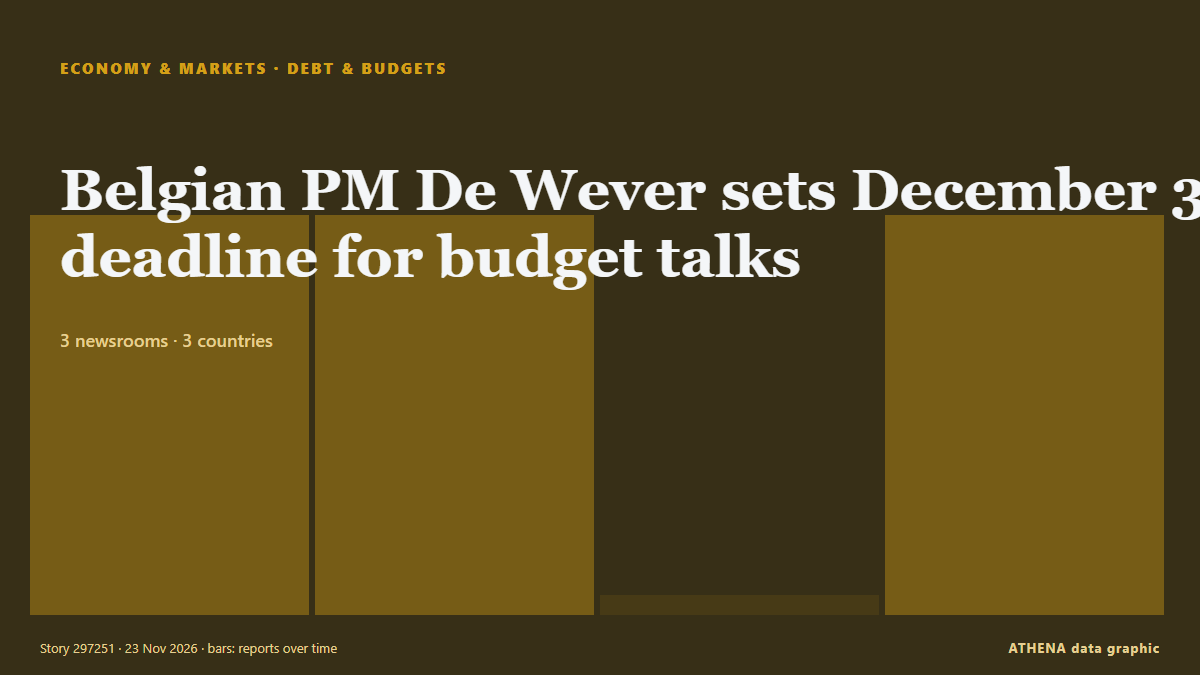 ECONOMY & MARKETS · DEBT & BUDGETS
Belgian PM De Wever sets December 3
deadline for budget talks
3 newsrooms · 3 countries
Story 297251 · 23 Nov 2026 · bars: reports over time
ATHENA data graphic